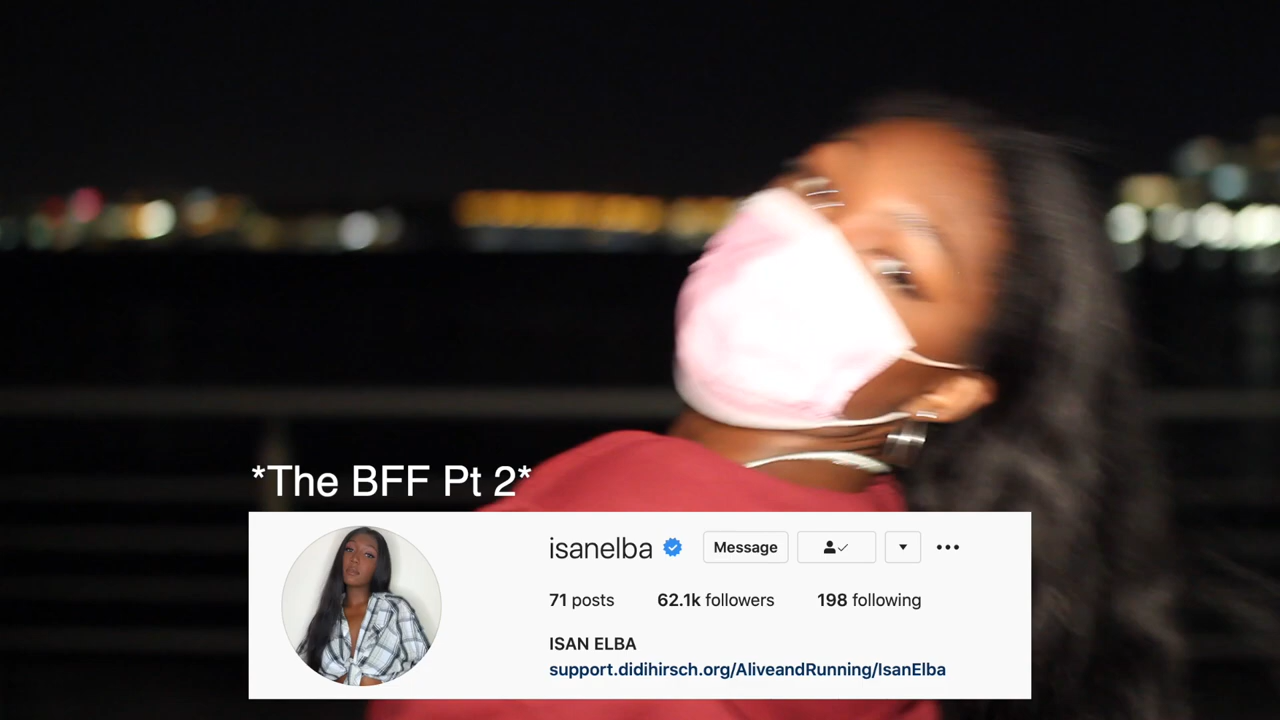 *The BFF Pt 2*
isanelba Message
71 posts 62.1k followers 198 following
ISAN ELBA
support.didihirsch.org/AliveandRunning/IsanElba